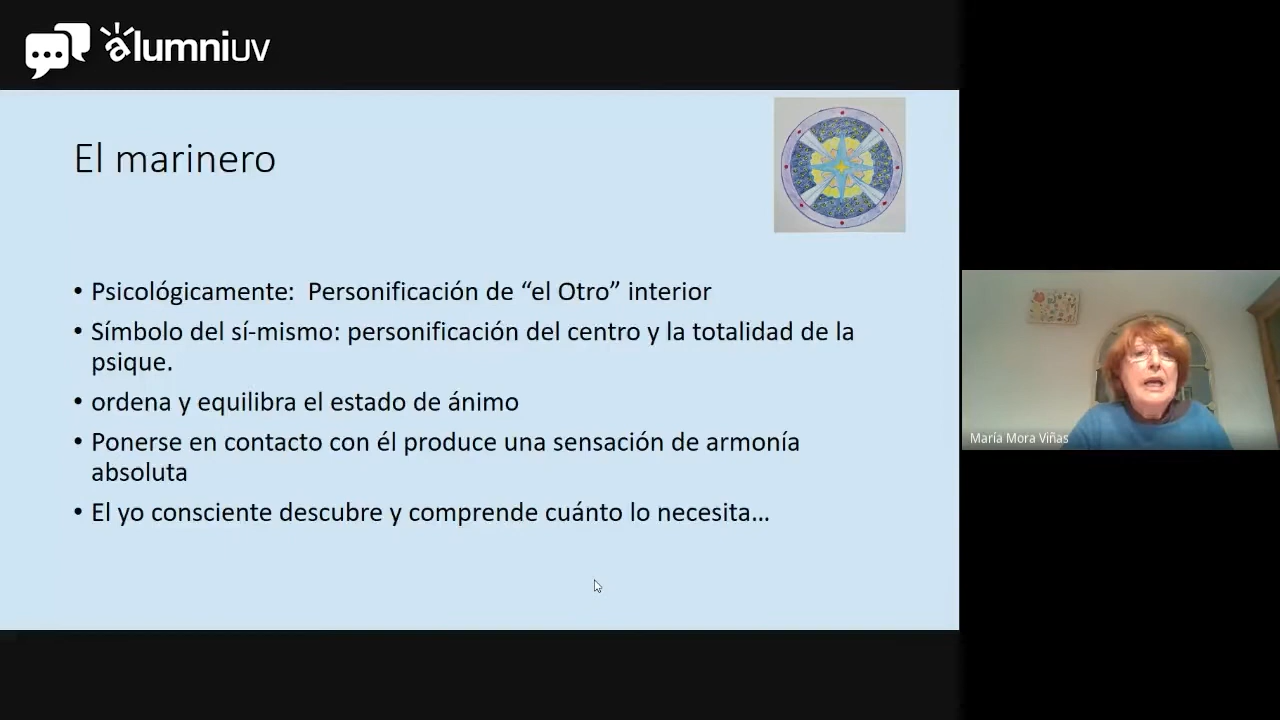 alumniuv
El marinero
• Psicológicamente:  Personificación de “el Otro” interior
• Símbolo del sí-mismo: personificación del centro y la totalidad de la
psique.
• ordena y equilibra el estado de ánimo
• Ponerse en contacto con él produce una sensación de armonía
absoluta
• El yo consciente descubre y comprende cuánto lo necesita…
María Mora Viñas